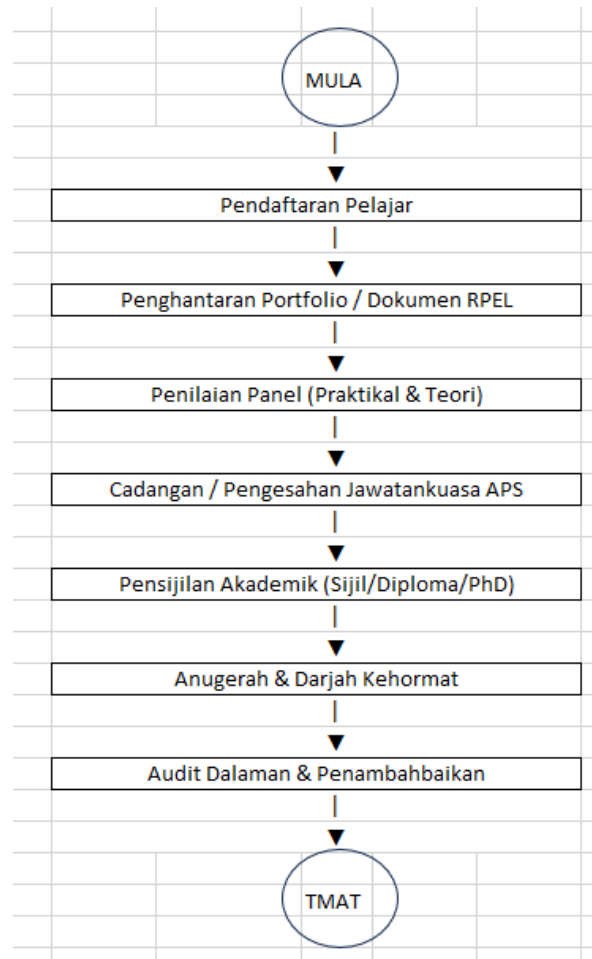 MULA
Pendaftaran Pelajar
Penghantaran Portfolio / Dokumen RPEL
Penilaian Panel (Praktikal & Teori)
Cadangan / Pengesahan Jawatankuasa APS
Pensijilan Akademik (Sijil/Diploma/PhD)
Anugerah & Darjah Kehormat
Audit Dalaman & Penambahbaikan
TMAT